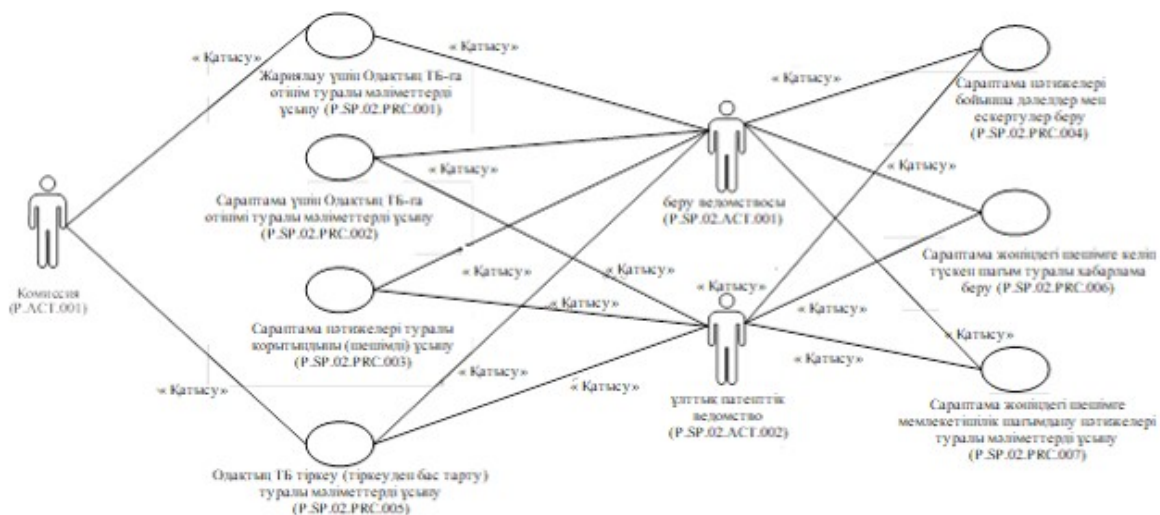 « Қатысу»
« Қатысу»
Жариялау үшін Одақтың ТБ-ға
өтінім туралы мәліметтерді
ұсыну (P.SP.02.PRC.001)
« Қатысу»
Сараптама нәтижелері
бойынша дәлелдер мен
ескертулер беру
(P.SP.02.PRC.004)
« Қатысу»
« Қатысу»
Сараптама үшін Одақтың ТБ-ға
өтінімі туралы мәліметтерді ұсыну
(P.SP.02.PRC.002)
беру ведомствосы
(P.SP.02.ACT.001)
Комиссия
(P.ACT.001)
« Қатысу»
« Қатысу»
« Қатысу»
Сараптама жөніндегі шешімге келіп
түскен шағым туралы хабарлама
беру (P.SP.02.PRC.006)
Сараптама нәтижелері туралы
қорытындыны (шешімді) ұсыну
(P.SP.02.PRC.003)
« Қатысу»
« Қатысу»
« Қатысу»
« Қатысу»
« Қатысу»
« Қатысу»
ұлттық патенттік
ведомство
(P.SP.02.ACT.002)
Сараптама жөніндегі шешімге
мемлекетішілік шағымдану нәтижелері
туралы мәліметтерді ұсыну
(P.SP.02.PRC.007)
Одақтың ТБ тіркеу (тіркеуден бас тарту)
туралы мәліметтерді ұсыну
(P.SP.02.PRC.005)